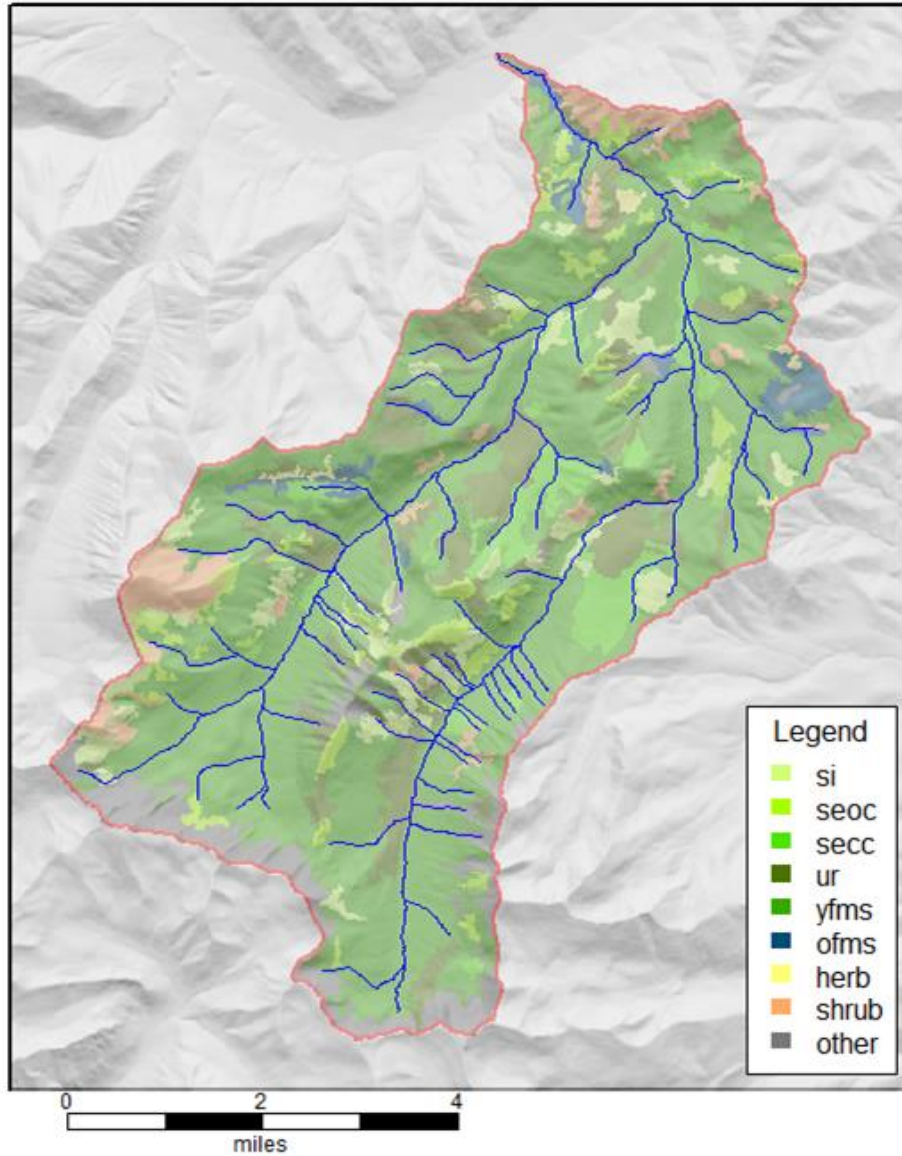 Legend
si
seoc
secc
ur
yfms
ofms
herb
shrub
other
0 2 4
miles